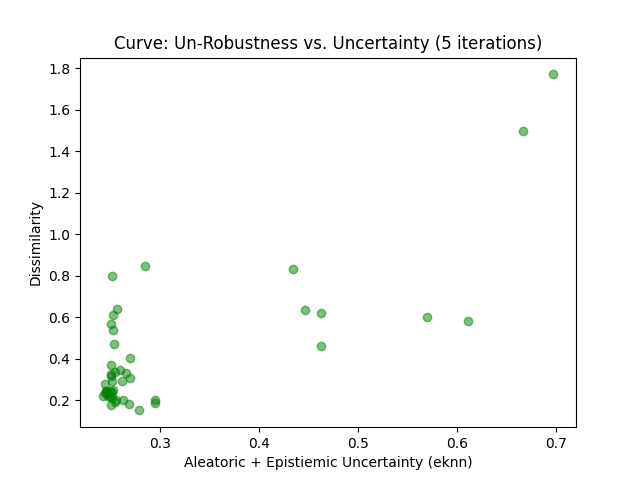 Curve: Un-Robustness vs. Uncertainty (5 iterations)
1.8
1.6
1.4
1.2
1.0
0.8
0.6
0.4
0.2
Dissimilarity
0.3 0.4 0.5 0.6 0.7
Aleatoric + Epistiemic Uncertainty (eknn)